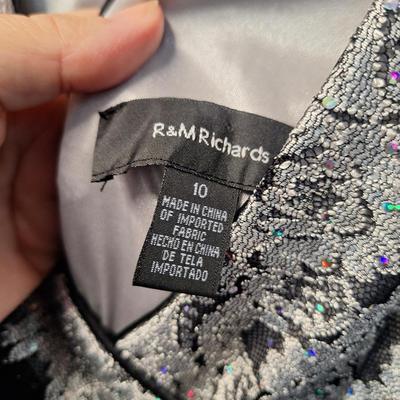 R&M Richards
10
MADE IN CHINA
OF IMPORTED
FABRIC
HECHO EN CHINA
DE TELA
IMPORTADO